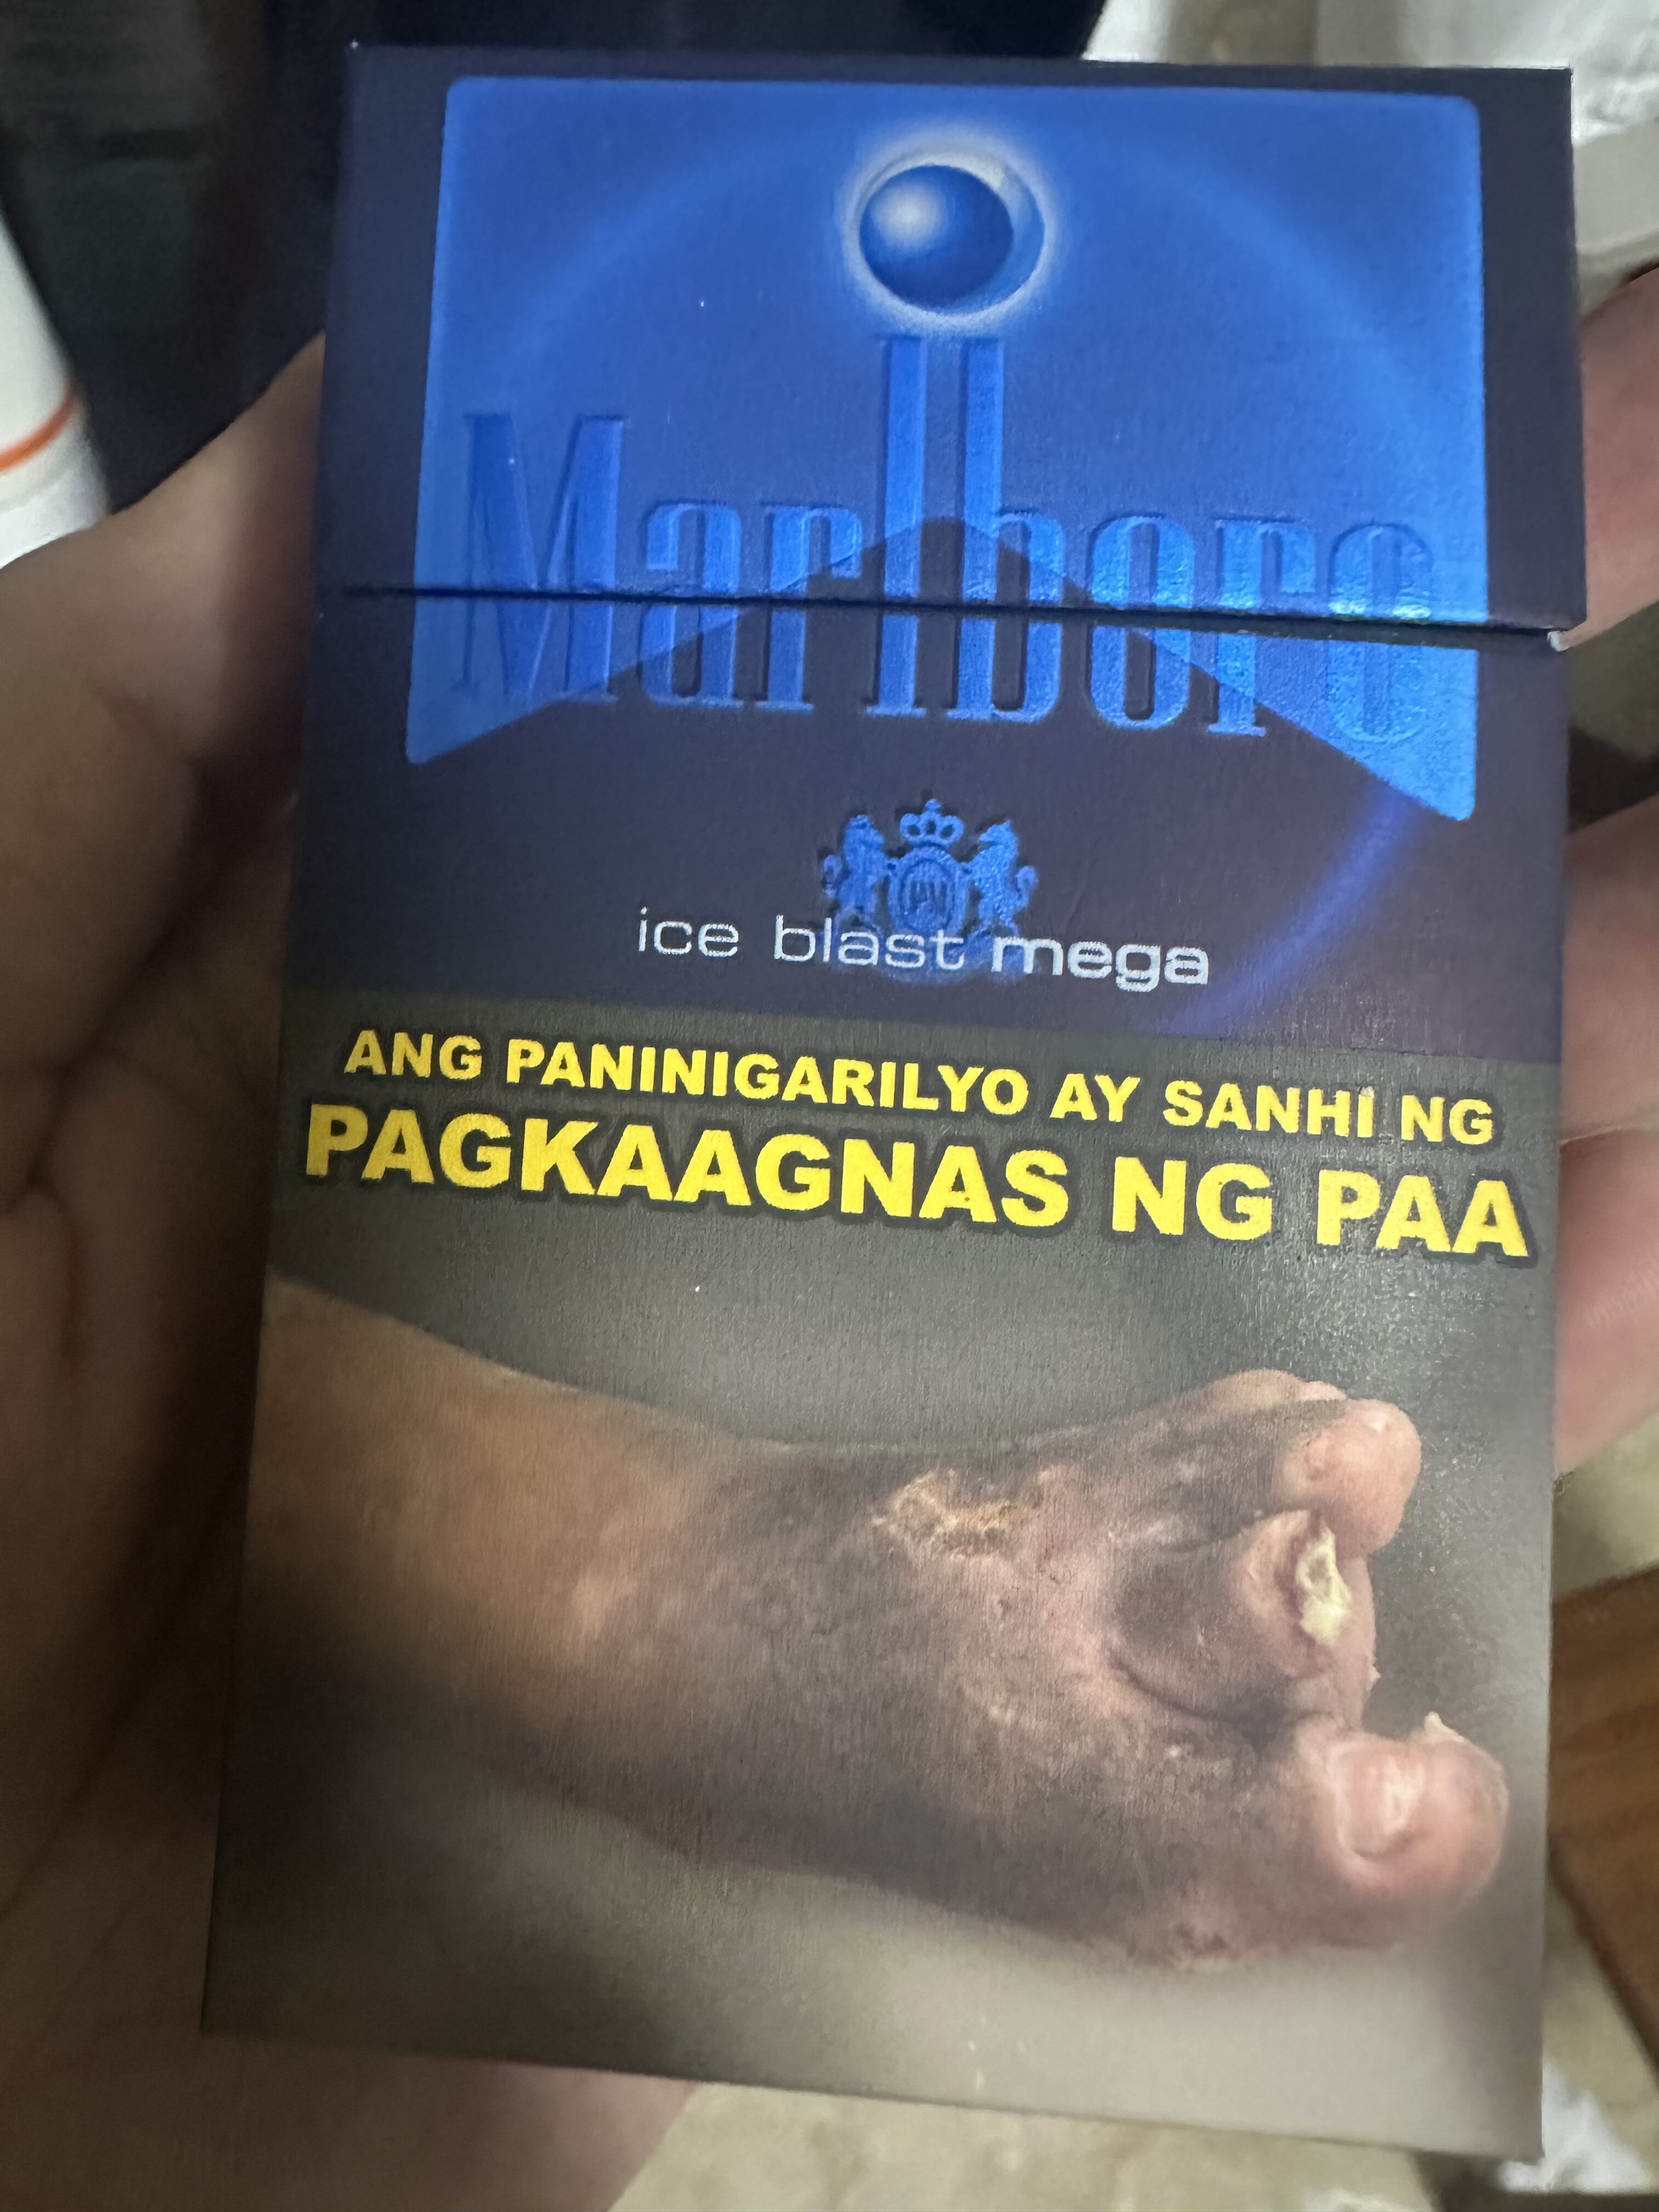 Marlboro
ice blast mega
ANG PANINIGARILYO AY SANHI NG
PAGKAAGNAS NG PAA